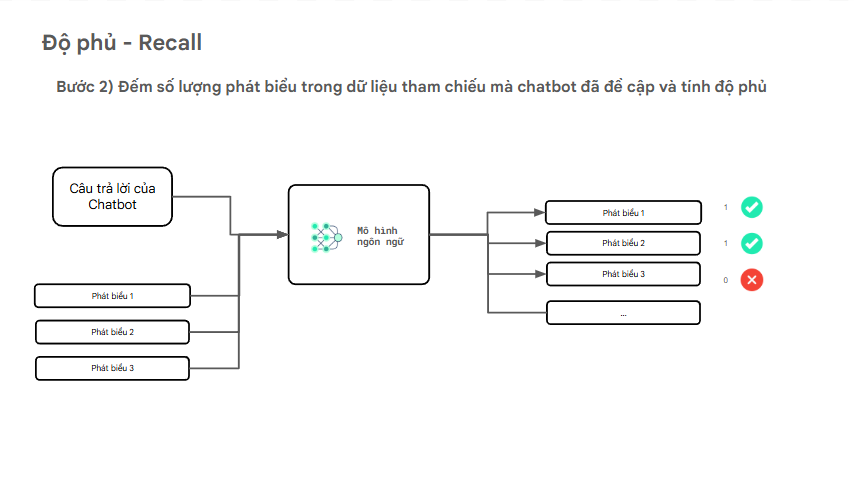 Độ phủ - Recall
Bước 2) Đếm số lượng phát biểu trong dữ liệu tham chiếu mà chatbot đã đề cập và tính độ phủ
Câu trả lời của
Chatbot
Phát biểu 1
Phát biểu 2
Phát biểu 3
Mô hình
ngôn ngữ
Phát biểu 1
1
Phát biểu 2
1
Phát biểu 3
0
...